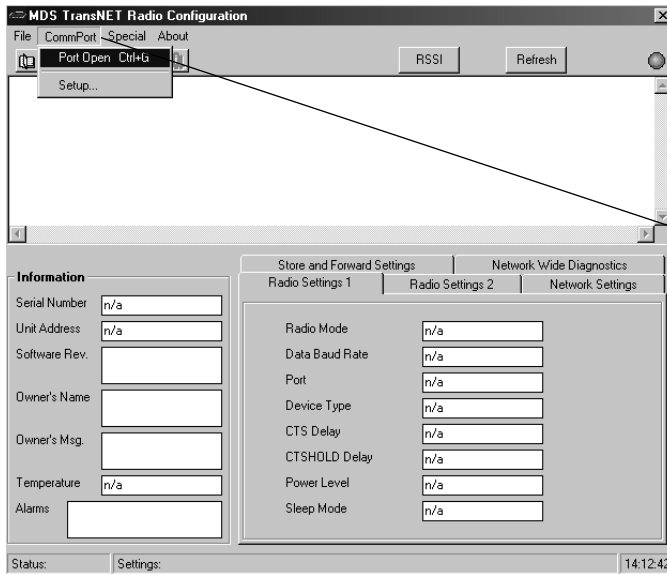 MDS TransNET Radio Configuration
File CommPort Special About
Port Open Ctrl+G
Setup...
RSSI
Refresh
Store and Forward Settings
Network Wide Diagnostics
Radio Settings 1
Radio Settings 2
Network Settings
Information
Serial Number n/a
Unit Address n/a
Software Rev.
Owner's Name
Owner's Msg.
Temperature n/a
Alarms
Radio Mode n/a
Data Baud Rate n/a
Port n/a
Device Type n/a
CTS Delay n/a
CTSHOLD Delay n/a
Power Level n/a
Sleep Mode n/a
Status:
Settings:
14:12:42